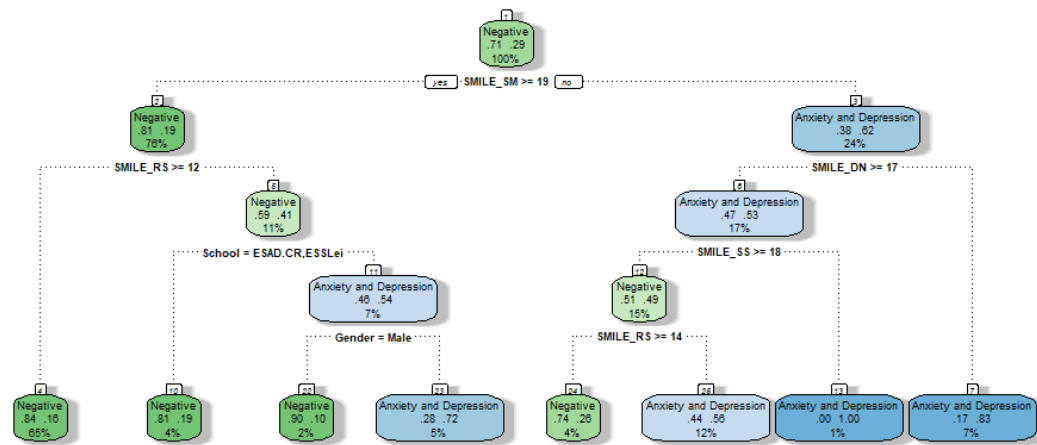 1
Negative
.71 .29
100%
yes SMILE_SM >= 19 no
2
Negative
.81 .19
76%
3
Anxiety and Depression
.38 .62
24%
SMILE_RS >= 12
SMILE_DN >= 17
5
Negative
.59 .41
11%
6
Anxiety and Depression
.47 .53
17%
School = ESAD.CR,ESSLei
SMILE_SS >= 18
11
Anxiety and Depression
.46 .54
7%
12
Negative
.51 .49
15%
Gender = Male
SMILE_RS >= 14
4
Negative
.84 .16
65%
10
Negative
.81 .19
4%
22
Negative
.90 .10
2%
23
Anxiety and Depression
.28 .72
5%
24
Negative
.74 .26
4%
25
Anxiety and Depression
.44 .56
12%
13
Anxiety and Depression
.00 1.00
1%
7
Anxiety and Depression
.17 .83
7%